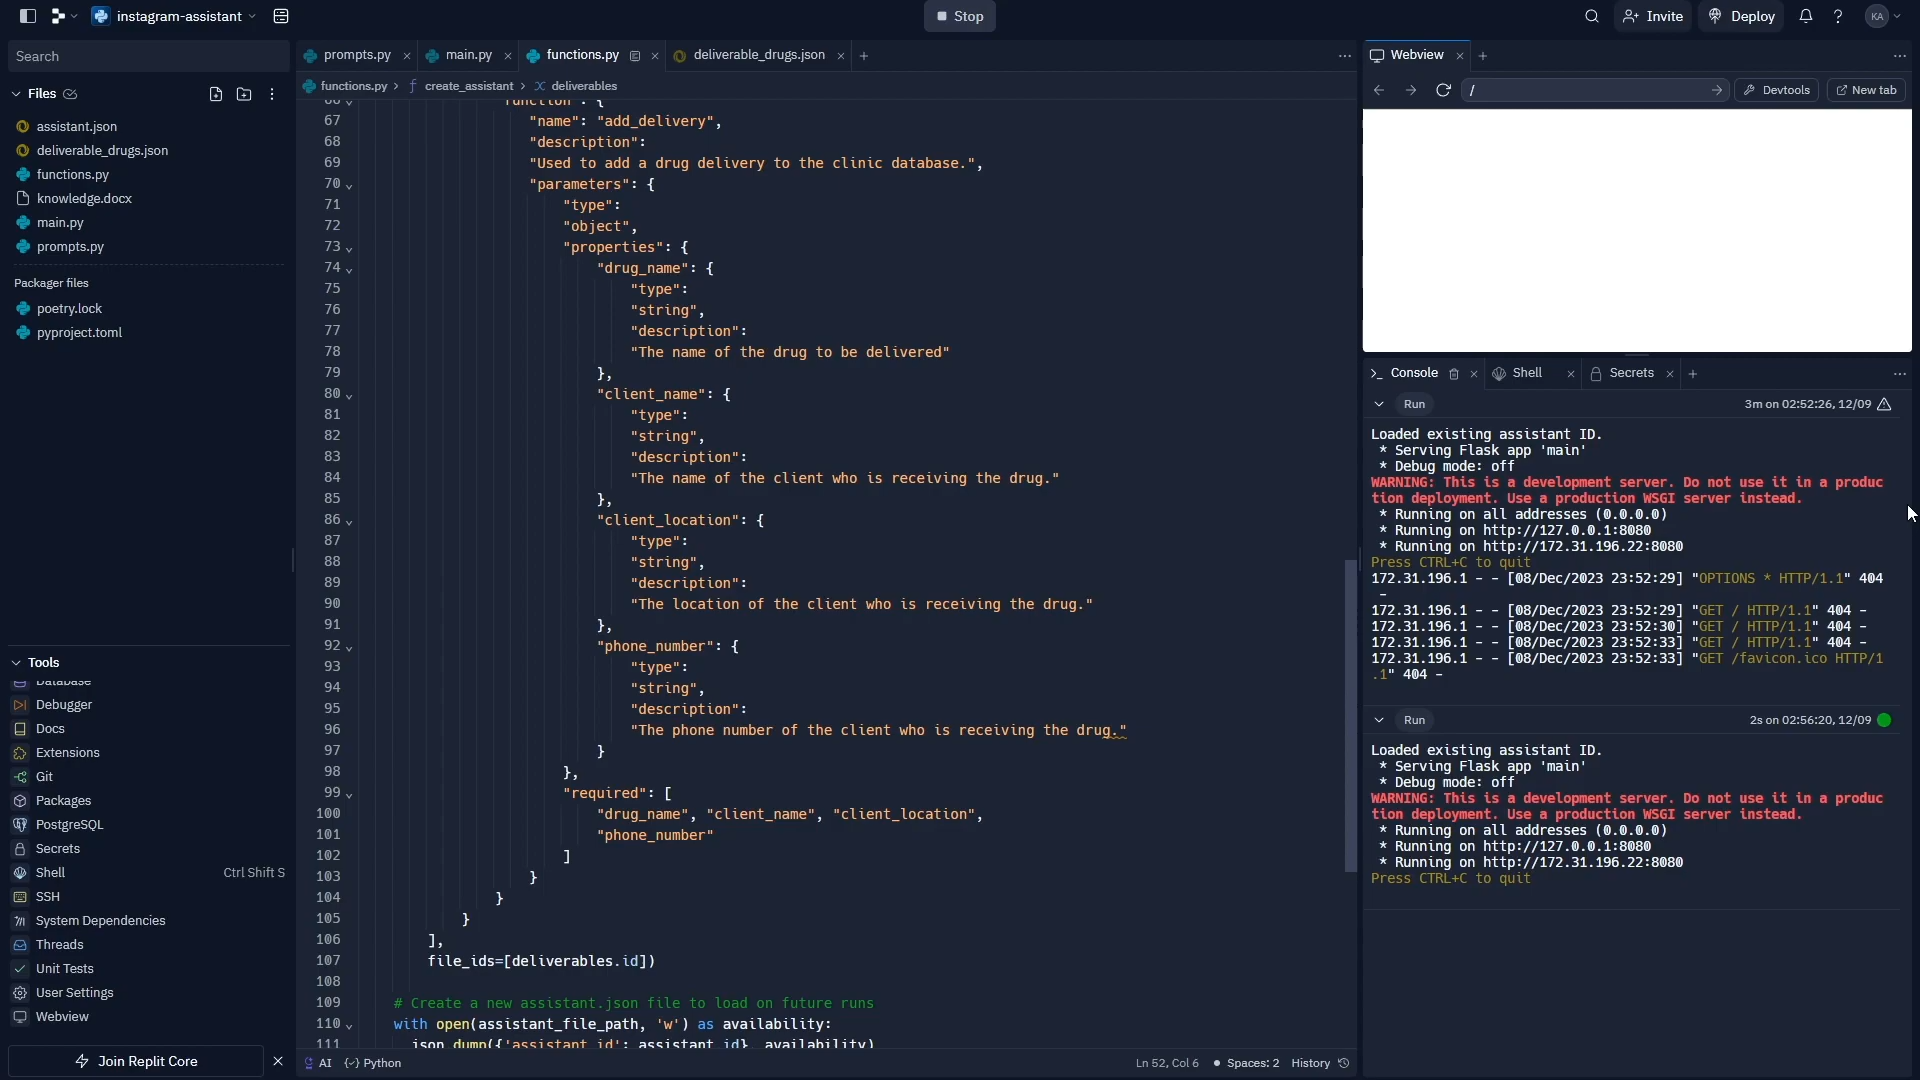 instagram-assistant
Stop
Invite
Deploy
KA
Search
Files
assistant.json
deliverable_drugs.json
functions.py
knowledge.docx
main.py
prompts.py
Packager files
poetry.lock
pyproject.toml
Tools
Database
Debugger
Docs
Extensions
Git
Packages
PostgreSQL
Secrets
Shell Ctrl Shift S
SSH
System Dependencies
Threads
Unit Tests
User Settings
Webview
Join Replit Core
prompts.py main.py functions.py deliverable_drugs.json
functions.py > create_assistant > deliverables
66 "function": {
67 "name": "add_delivery",
68 "description":
69 "Used to add a drug delivery to the clinic database.",
70 "parameters": {
71 "type":
72 "object",
73 "properties": {
74 "drug_name": {
75 "type":
76 "string",
77 "description":
78 "The name of the drug to be delivered"
79 },
80 "client_name": {
81 "type":
82 "string",
83 "description":
84 "The name of the client who is receiving the drug."
85 },
86 "client_location": {
87 "type":
88 "string",
89 "description":
90 "The location of the client who is receiving the drug."
91 },
92 "phone_number": {
93 "type":
94 "string",
95 "description":
96 "The phone number of the client who is receiving the drug."
97 }
98 },
99 "required": [
100 "drug_name", "client_name", "client_location",
101 "phone_number"
102 ]
103 }
104 }
105 }
106 ],
107 file_ids=[deliverables.id])
108
109 # Create a new assistant.json file to load on future runs
110 with open(assistant_file_path, 'w') as availability:
111 json.dump({'assistant_id': assistant.id}, availability)
AI Python Ln 52, Col 6 Spaces: 2 History
Webview
/
Devtools
New tab
Console Shell Secrets
Run 3m on 02:52:26, 12/09
Loaded existing assistant ID.
* Serving Flask app 'main'
* Debug mode: off
WARNING: This is a development server. Do not use it in a produc
tion deployment. Use a production WSGI server instead.
* Running on all addresses (0.0.0.0)
* Running on http://127.0.0.1:8080
* Running on http://172.31.196.22:8080
Press CTRL+C to quit
172.31.196.1 - - [08/Dec/2023 23:52:29] "OPTIONS * HTTP/1.1" 404
-
172.31.196.1 - - [08/Dec/2023 23:52:29] "GET / HTTP/1.1" 404 -
172.31.196.1 - - [08/Dec/2023 23:52:30] "GET / HTTP/1.1" 404 -
172.31.196.1 - - [08/Dec/2023 23:52:33] "GET / HTTP/1.1" 404 -
172.31.196.1 - - [08/Dec/2023 23:52:33] "GET /favicon.ico HTTP/1
.1" 404 -
Run 2s on 02:56:20, 12/09
Loaded existing assistant ID.
* Serving Flask app 'main'
* Debug mode: off
WARNING: This is a development server. Do not use it in a produc
tion deployment. Use a production WSGI server instead.
* Running on all addresses (0.0.0.0)
* Running on http://127.0.0.1:8080
* Running on http://172.31.196.22:8080
Press CTRL+C to quit